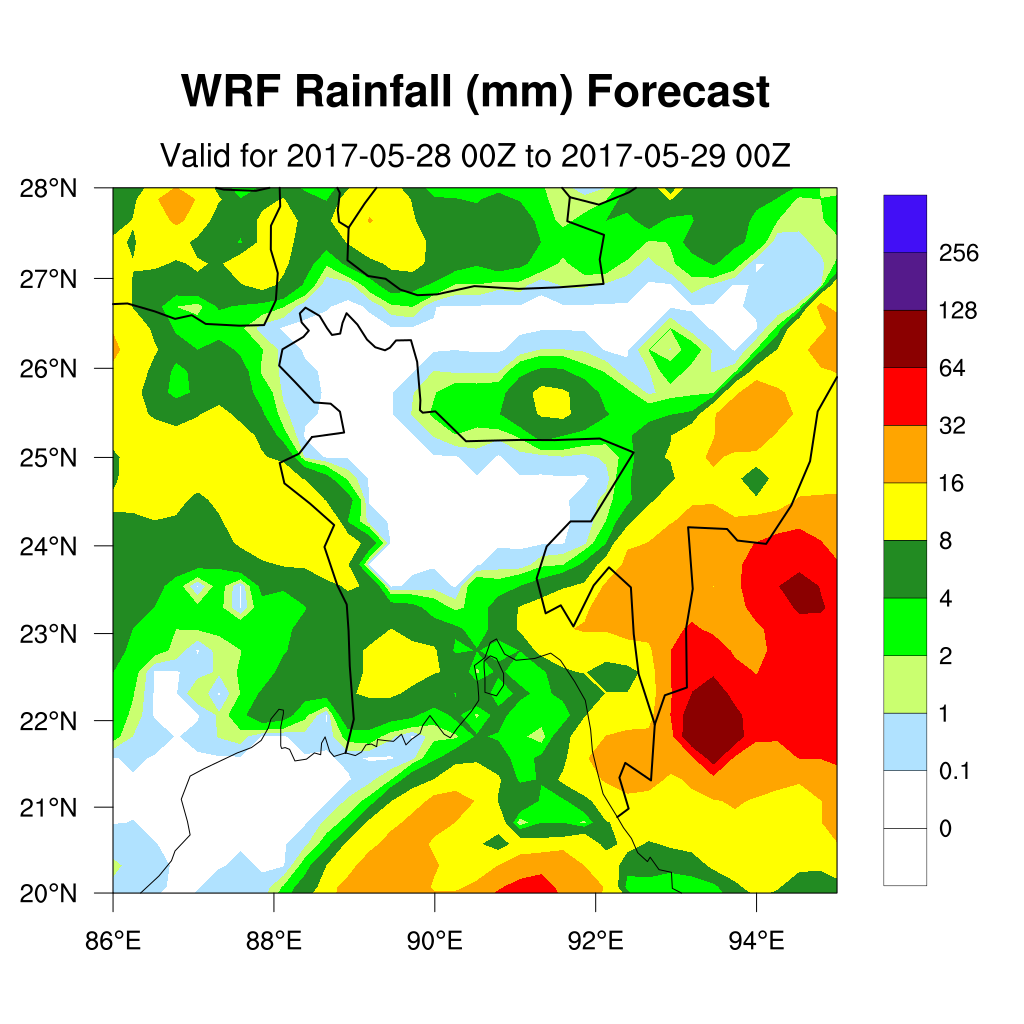 WRF Rainfall (mm) Forecast
Valid for 2017-05-28 00Z to 2017-05-29 00Z
28°N
27°N
26°N
25°N
24°N
23°N
22°N
21°N
20°N
86°E
88°E
90°E
92°E
94°E
256
128
64
32
16
8
4
2
1
0.1
0